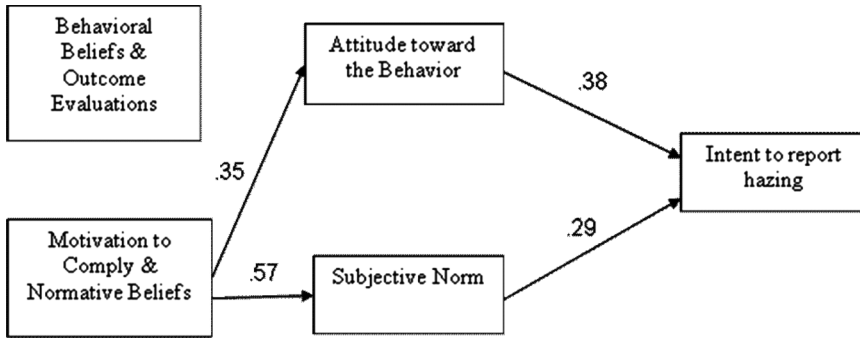 Behavioral
Beliefs &
Outcome
Evaluations
Attitude toward
the Behavior
.38
Intent to report
hazing
.35
Motivation to
Comply &
Normative Beliefs
.57
Subjective Norm
.29